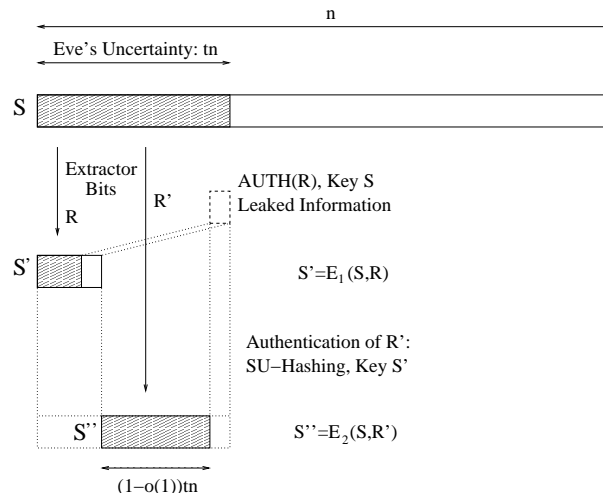 n
Eve's Uncertainty: tn
S
Extractor
Bits
R
R'
AUTH(R), Key S
Leaked Information
S'
S'=E₁(S,R)
Authentication of R':
SU−Hashing, Key S'
S''
S''=E₂(S,R')
(1−o(1))tn